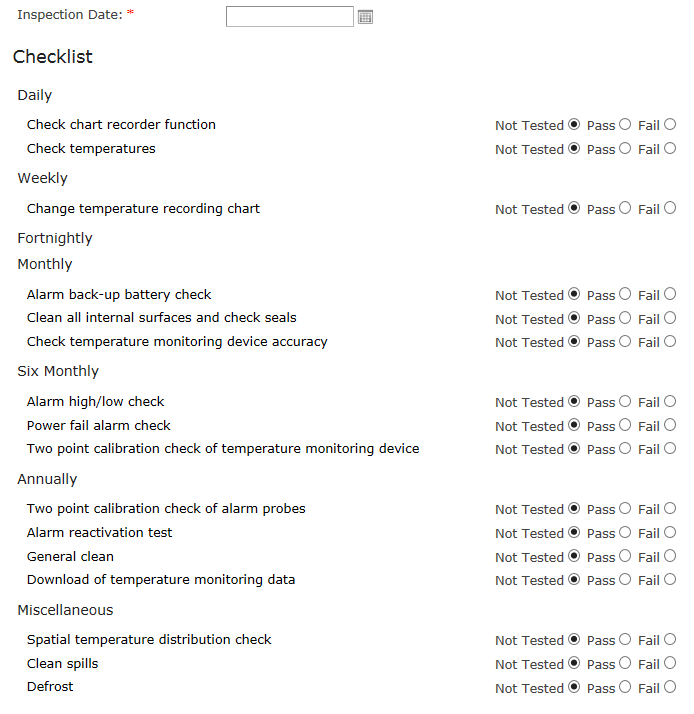 Inspection Date: *
Checklist
Daily
Check chart recorder function Not Tested Pass Fail
Check temperatures Not Tested Pass Fail
Weekly
Change temperature recording chart Not Tested Pass Fail
Fortnightly
Monthly
Alarm back-up battery check Not Tested Pass Fail
Clean all internal surfaces and check seals Not Tested Pass Fail
Check temperature monitoring device accuracy Not Tested Pass Fail
Six Monthly
Alarm high/low check Not Tested Pass Fail
Power fail alarm check Not Tested Pass Fail
Two point calibration check of temperature monitoring device Not Tested Pass Fail
Annually
Two point calibration check of alarm probes Not Tested Pass Fail
Alarm reactivation test Not Tested Pass Fail
General clean Not Tested Pass Fail
Download of temperature monitoring data Not Tested Pass Fail
Miscellaneous
Spatial temperature distribution check Not Tested Pass Fail
Clean spills Not Tested Pass Fail
Defrost Not Tested Pass Fail